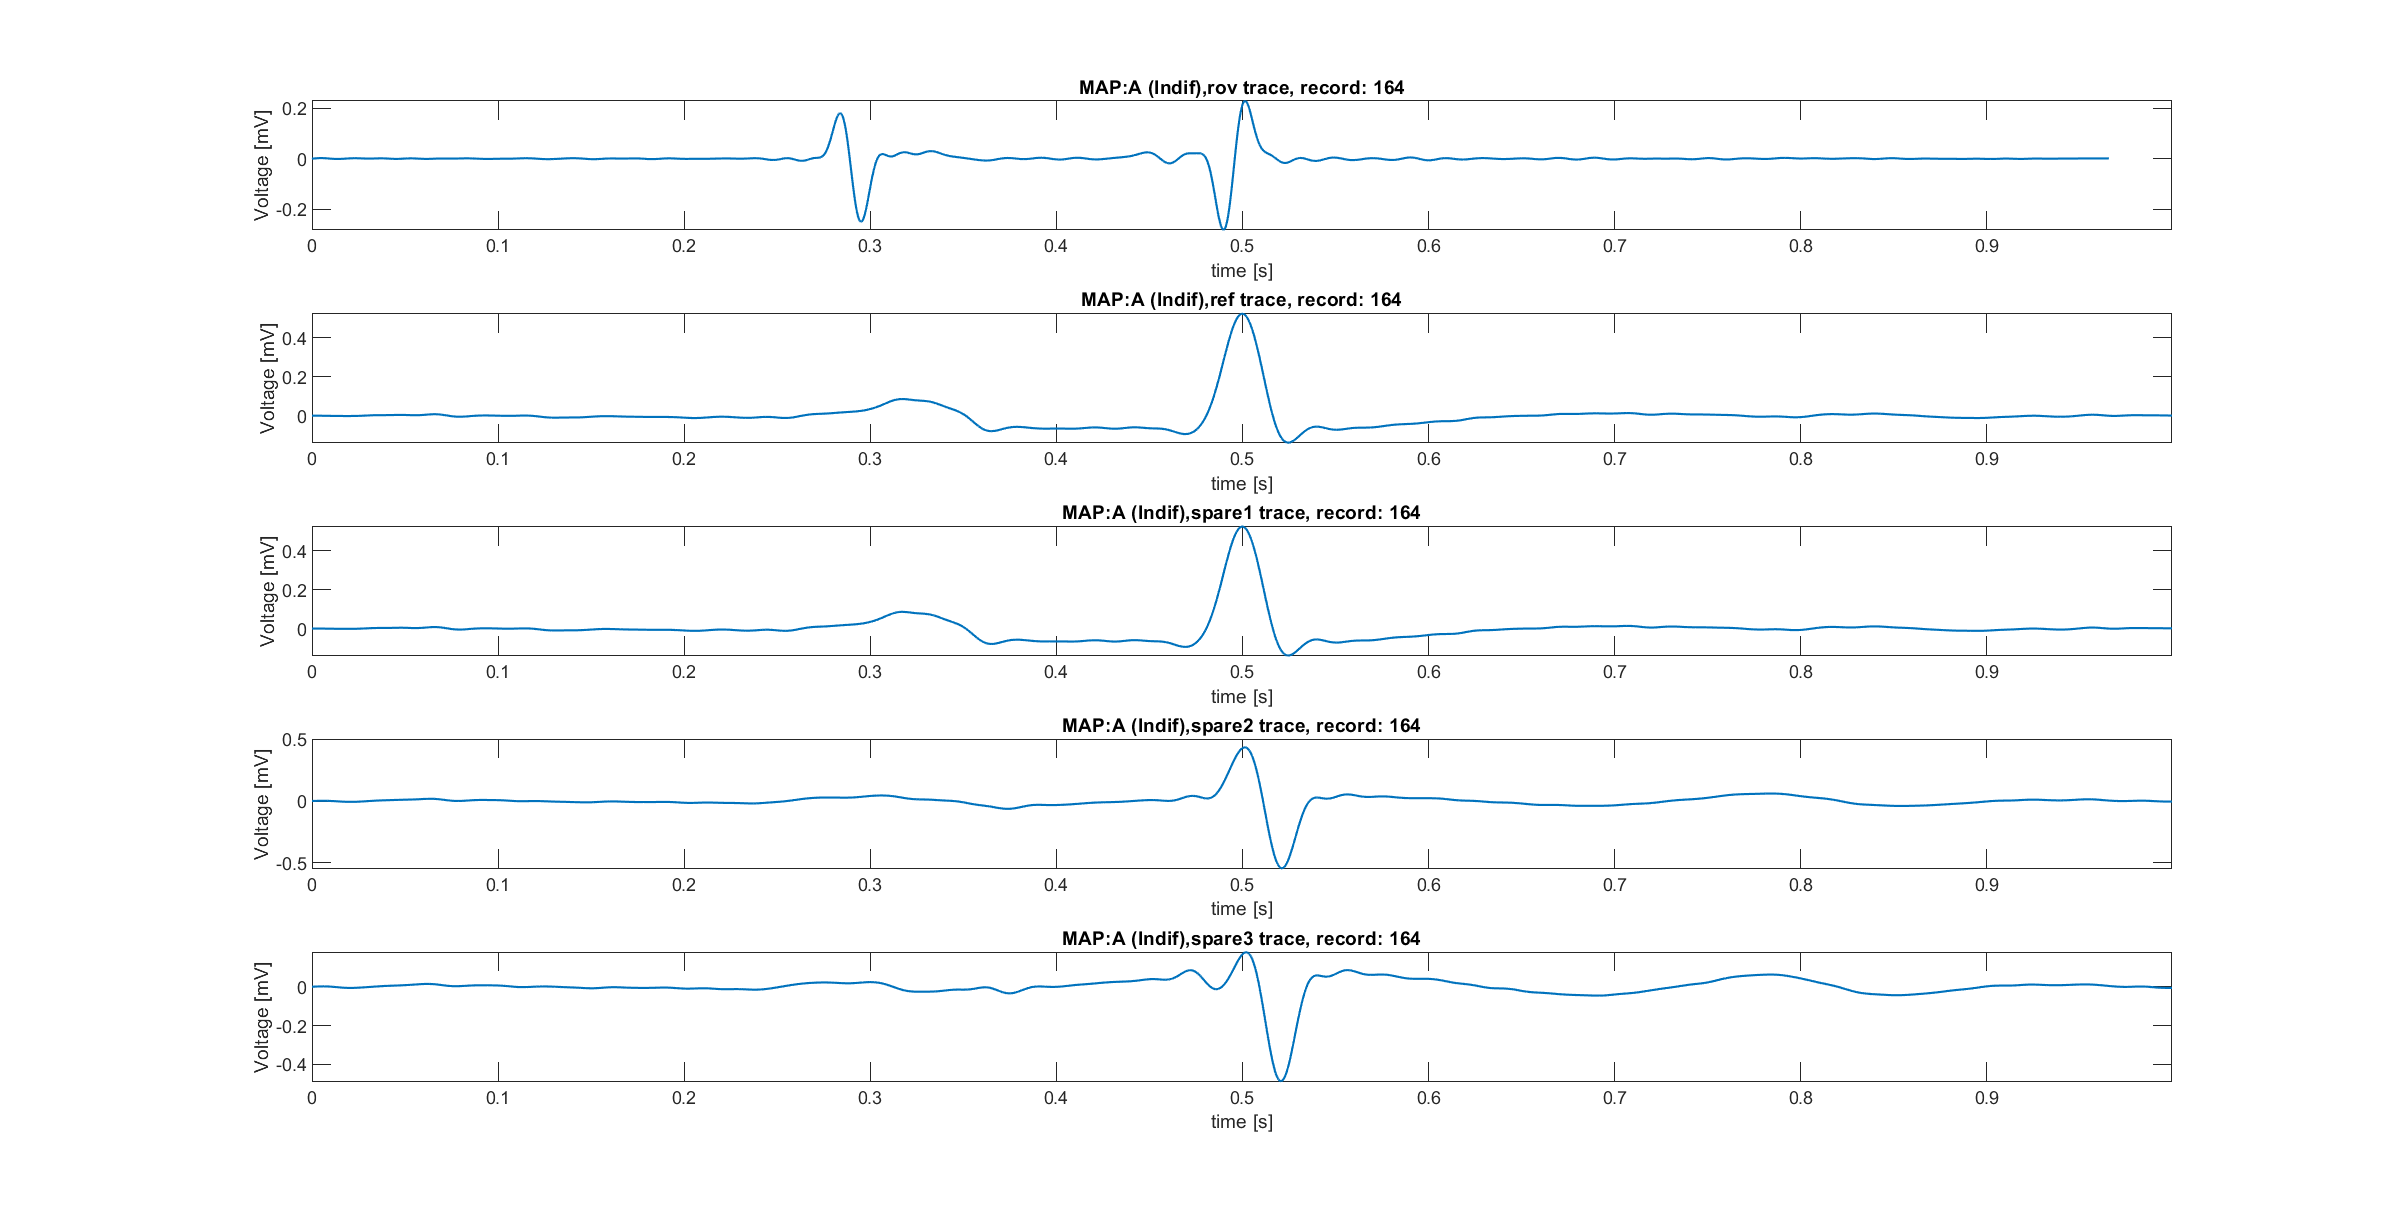 MAP:A (Indif),rov trace, record: 164
Voltage [mV]
0.2
0
-0.2
0 0.1 0.2 0.3 0.4 0.5 0.6 0.7 0.8 0.9
time [s]
MAP:A (Indif),ref trace, record: 164
Voltage [mV]
0.4
0.2
0
0 0.1 0.2 0.3 0.4 0.5 0.6 0.7 0.8 0.9
time [s]
MAP:A (Indif),spare1 trace, record: 164
Voltage [mV]
0.4
0.2
0
0 0.1 0.2 0.3 0.4 0.5 0.6 0.7 0.8 0.9
time [s]
MAP:A (Indif),spare2 trace, record: 164
Voltage [mV]
0.5
0
-0.5
0 0.1 0.2 0.3 0.4 0.5 0.6 0.7 0.8 0.9
time [s]
MAP:A (Indif),spare3 trace, record: 164
Voltage [mV]
0
-0.2
-0.4
0 0.1 0.2 0.3 0.4 0.5 0.6 0.7 0.8 0.9
time [s]